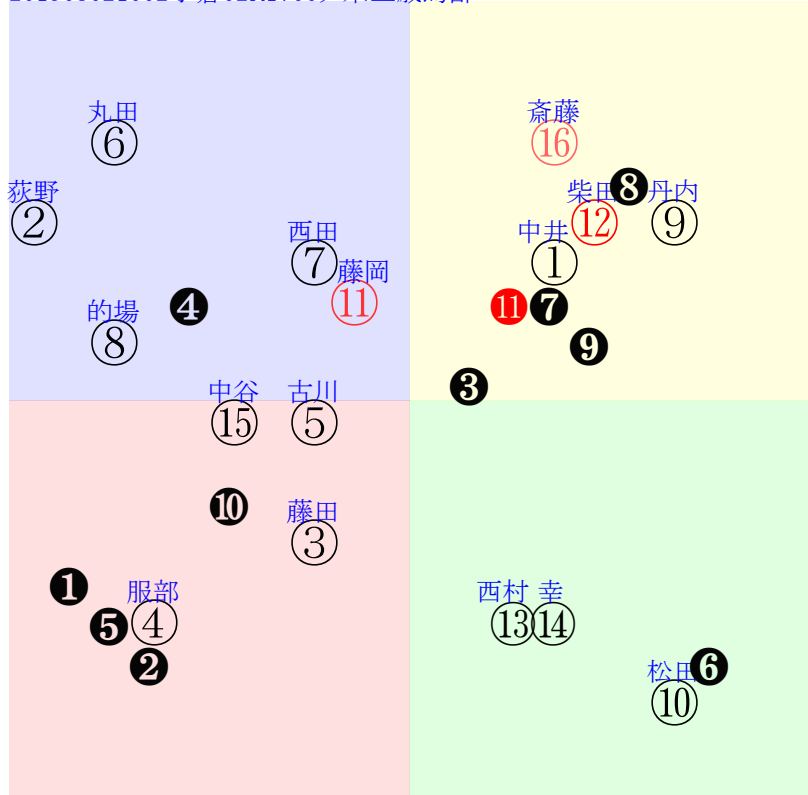 丸田
⑥
斎藤
⑯
荻野
②
柴田
⑫
❽
丹内
⑨
西田
⑦
中井
①
藤岡
⑪
❹
⓫
❼
的場
⑧
❾
❸
中谷
⑮
古川
⑤
❿
藤田
③
❶
服部
④
❺
❷
西村
⑬
幸
⑭
松田
⑩
❻